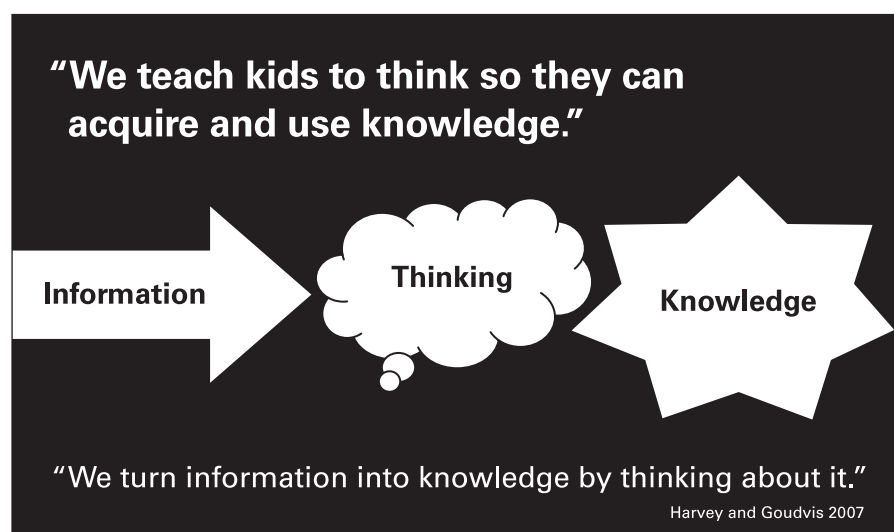 “We teach kids to think so they can
acquire and use knowledge.”
Information
Thinking
Knowledge
“We turn information into knowledge by thinking about it.”
Harvey and Goudvis 2007